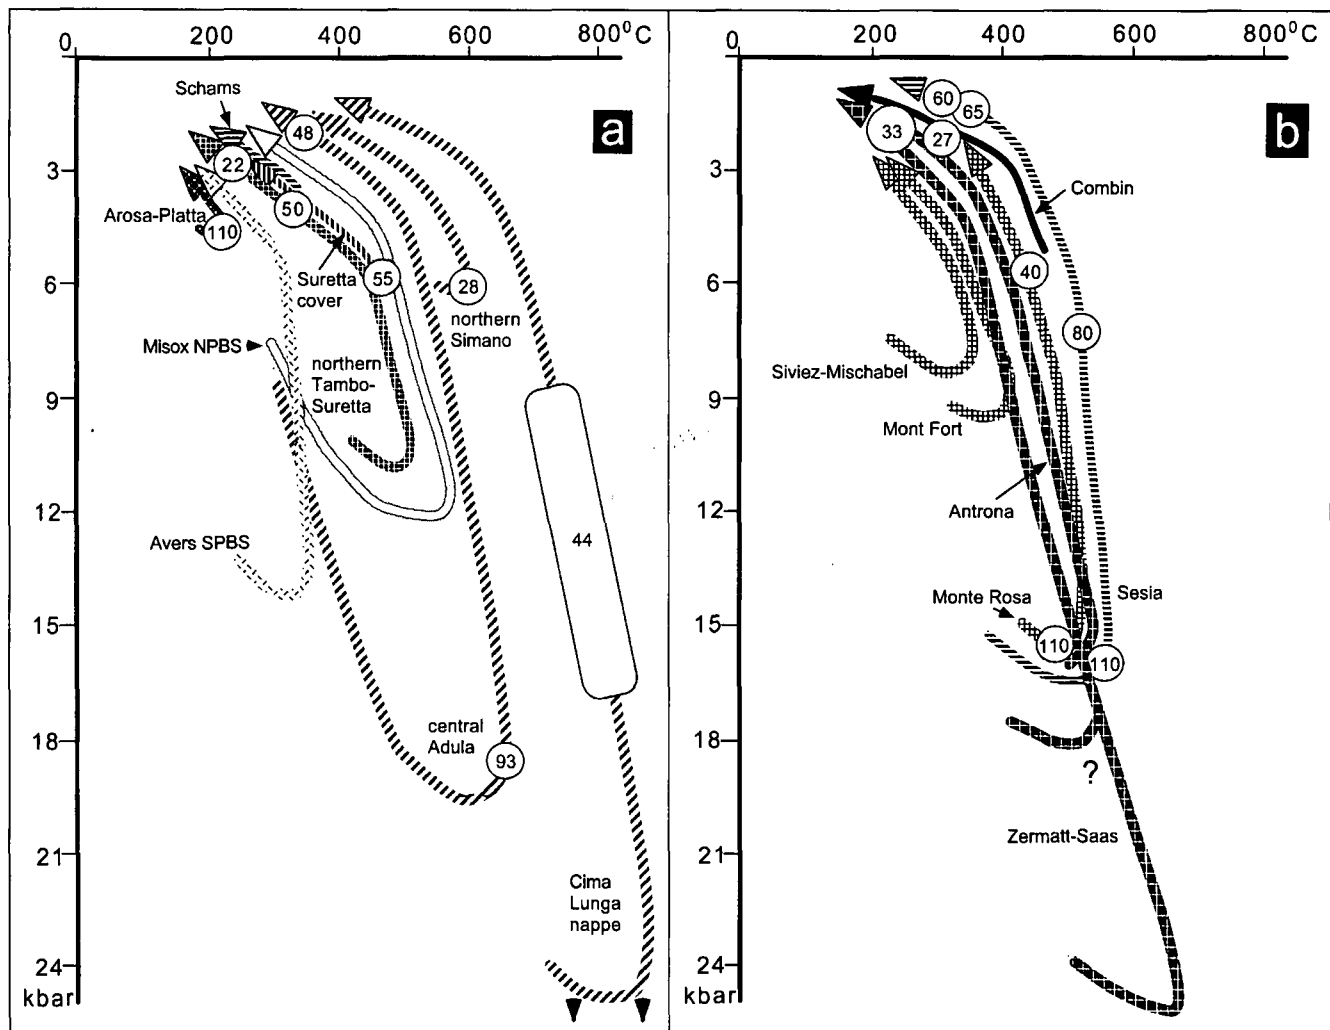 0
200
400
600
800°C
a
Schams
48
22
3
Arosa-Platta
110
50
Suretta
cover
55
28
6
northern
Simano
Misox NPBS
northern
Tambo-
Suretta
9
12
44
Avers SPBS
15
central
Adula
18
93
21
Cima
Lunga
nappe
24
kbar
0
200
400
600
800°C
b
60
65
33
27
3
Combin
40
6
80
Siviez-Mischabel
9
Mont Fort
12
Antrona
Monte Rosa
Sesia
15
110
110
18
?
Zermatt-Saas
21
24
kbar